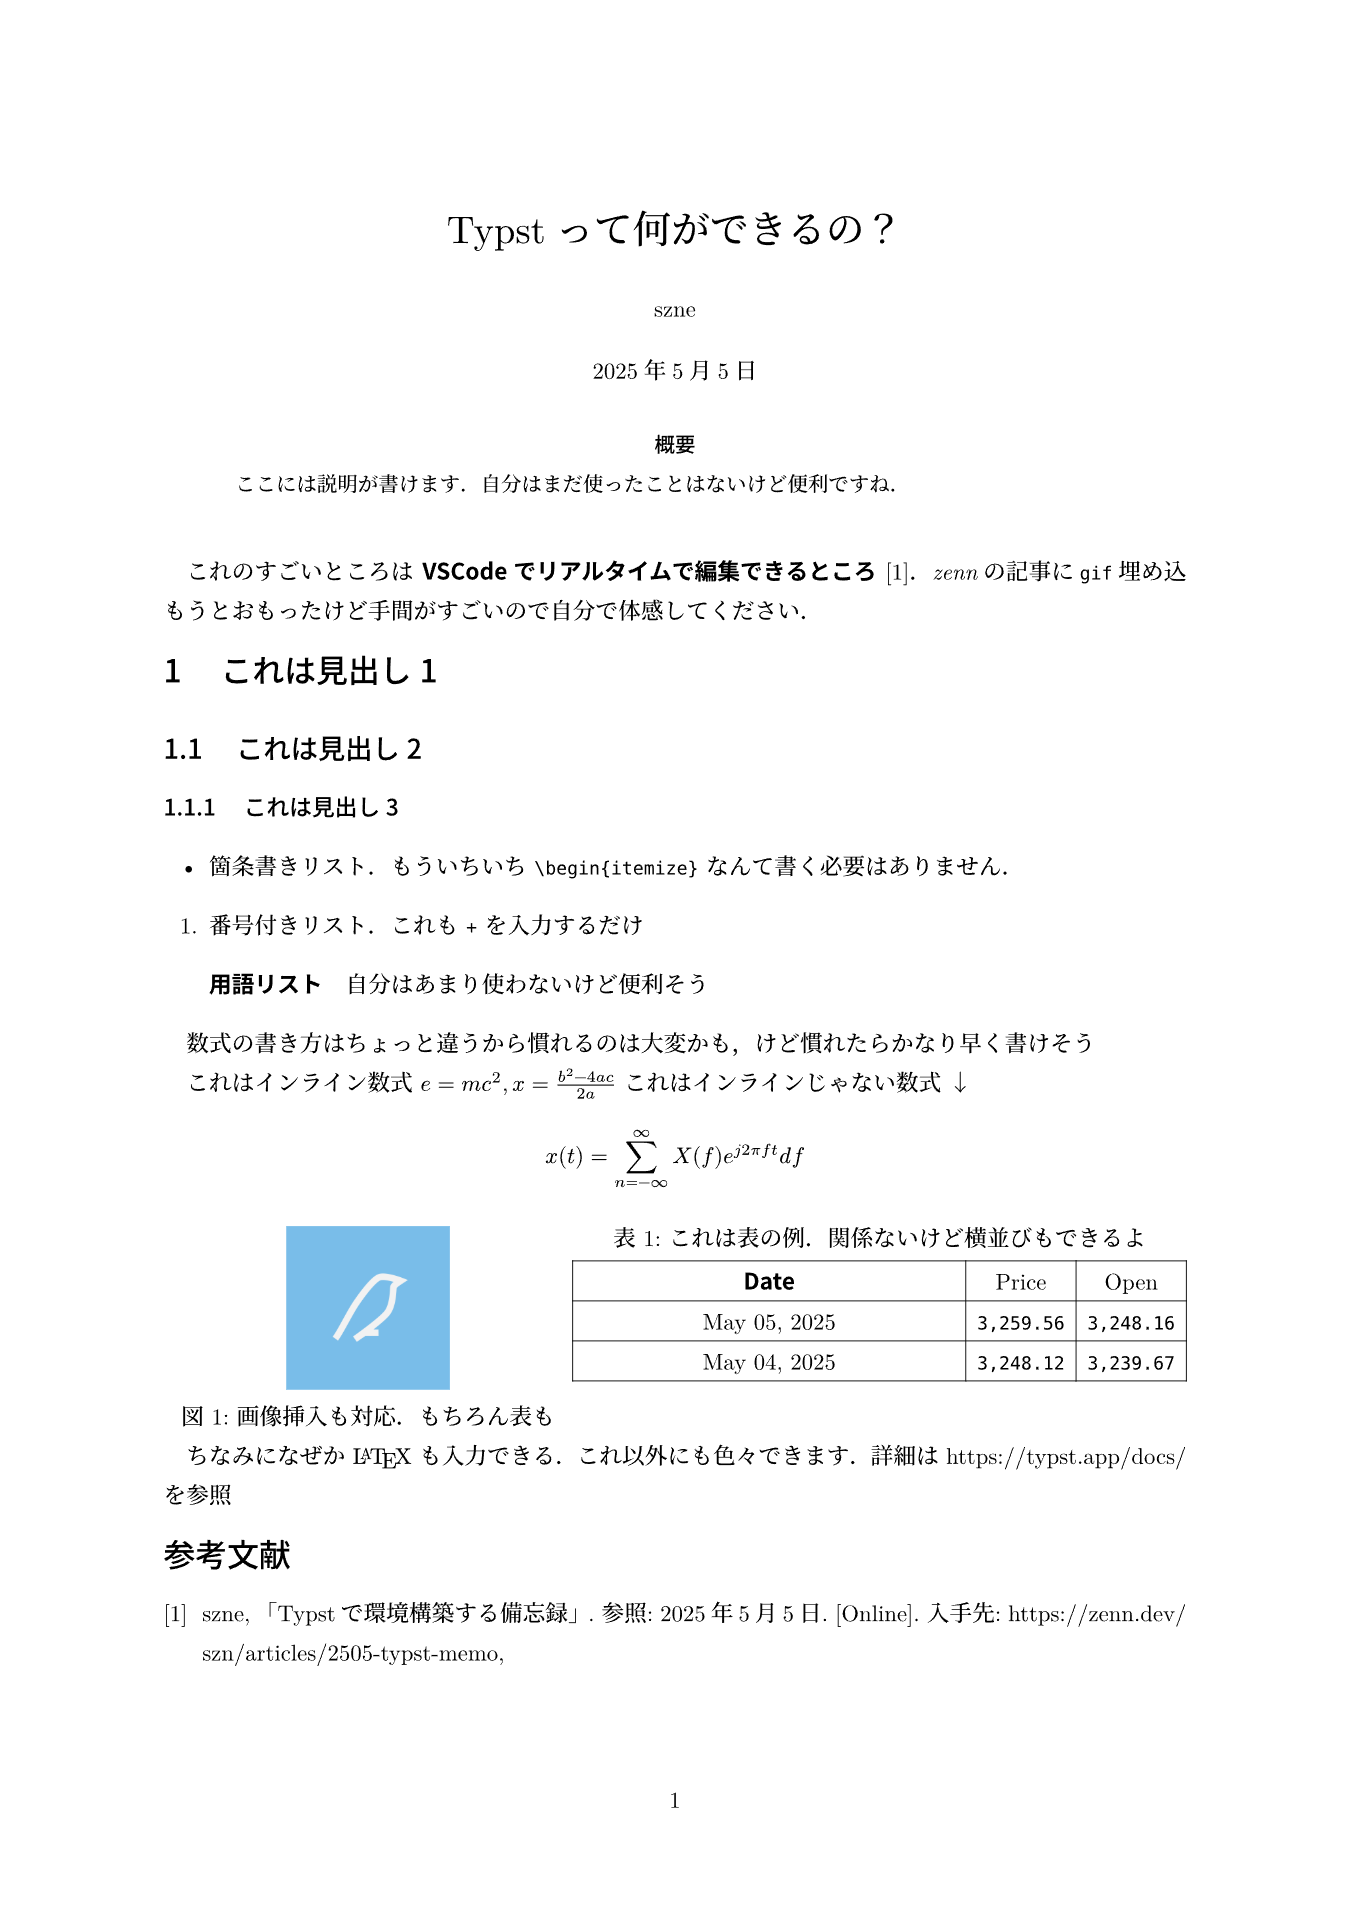 Typst って何ができるの？
szne
2025 年 5 月 5 日
概要
ここには説明が書けます．自分はまだ使ったことはないけど便利ですね．
これのすごいところは VSCode でリアルタイムで編集できるところ [1]．zenn の記事に gif 埋め込
もうとおもったけど手間がすごいので自分で体感してください．
1 これは見出し 1
1.1 これは見出し 2
1.1.1 これは見出し 3
• 箇条書きリスト．もういちいち \begin{itemize} なんて書く必要はありません．
1. 番号付きリスト．これも + を入力するだけ
用語リスト 自分はあまり使わないけど便利そう
数式の書き方はちょっと違うから慣れるのは大変かも，けど慣れたらかなり早く書けそう
これはインライン数式 e = mc², x = \frac{b²−4ac}{2a} これはインラインじゃない数式 ↓
x(t) = \sum_{n=−∞}^{∞} X(f)e^{j2πft}df
図 1: 画像挿入も対応．もちろん表も
表 1: これは表の例．関係ないけど横並びもできるよ
Date Price Open
May 05, 2025 3,259.56 3,248.16
May 04, 2025 3,248.12 3,239.67
ちなみになぜか LATEX も入力できる．これ以外にも色々できます．詳細は https://typst.app/docs/
を参照
参考文献
[1] szne, 「Typst で環境構築する備忘録」. 参照: 2025 年 5 月 5 日. [Online]. 入手先: https://zenn.dev/
szn/articles/2505-typst-memo,
1